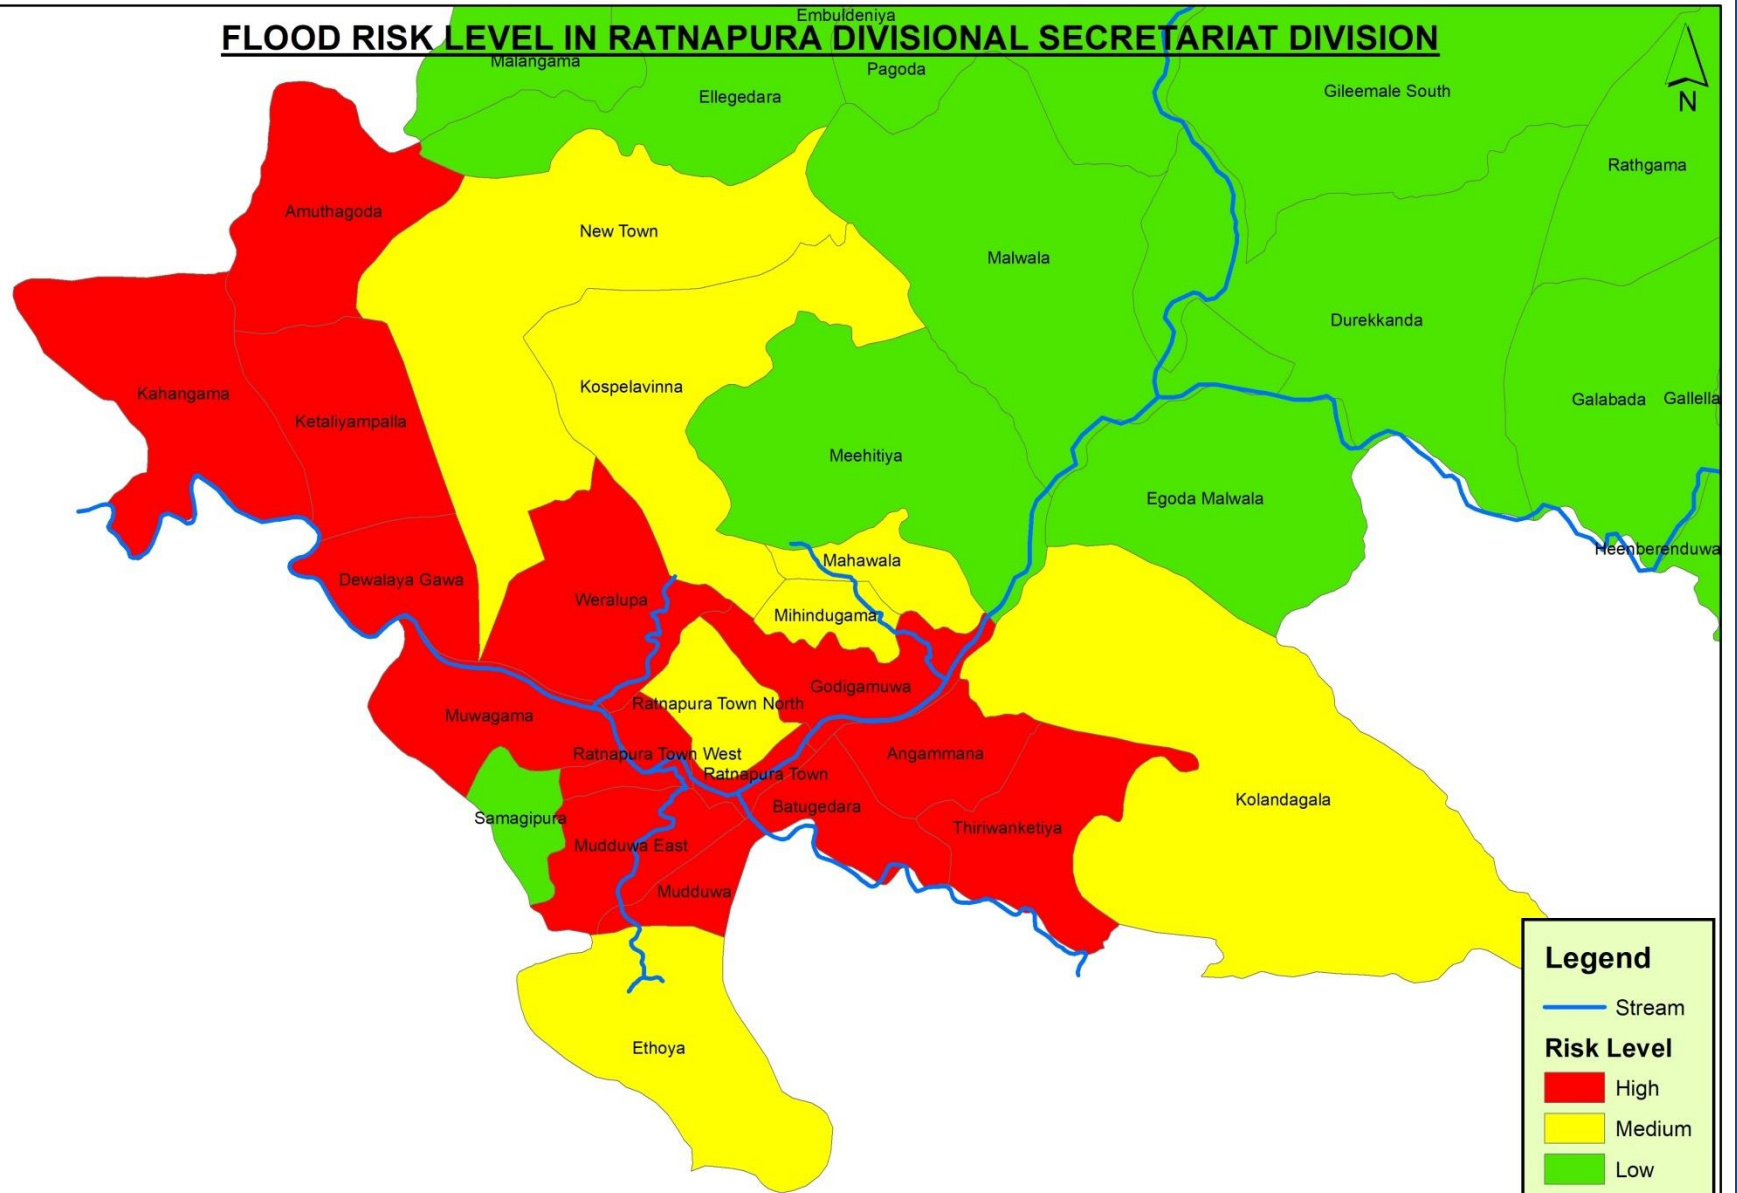 Embuldeniya
FLOOD RISK LEVEL IN RATNAPURA DIVISIONAL SECRETARIAT DIVISION
Malangama
Pagoda
Ellegedara
Gileemale South
N
Rathgama
Amuthagoda
New Town
Malwala
Durekkanda
Kahangama
Kospelavinna
Galabada
Gallella
Ketaliyampalla
Meehitiya
Egoda Malwala
Heenberenduwa
Mahawala
Dewalaya Gawa
Weralupa
Mihindugama
Godigamuwa
Ratnapura Town North
Muwagama
Ratnapura Town West
Angammana
Ratnapura Town
Batugedara
Kolandagala
Samagipura
Thiriwanketiya
Mudduwa East
Mudduwa
Ethoya
Legend
Stream
Risk Level
High
Medium
Low